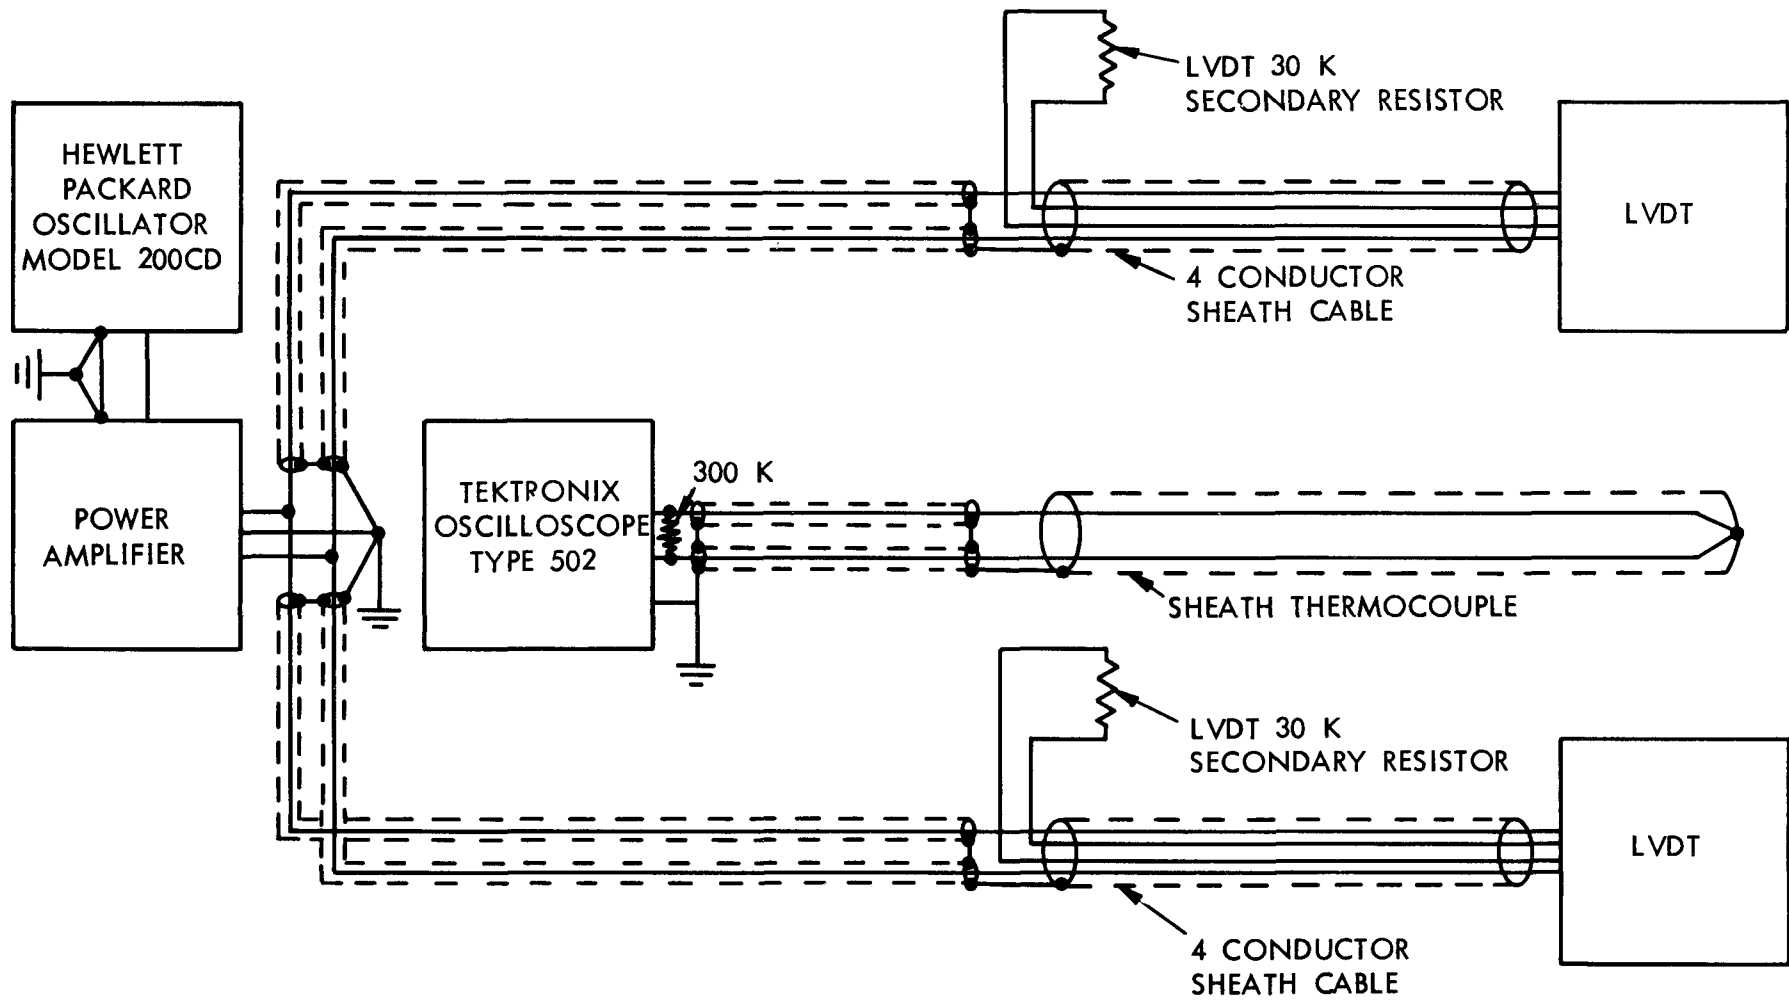 LVDT 30 K
SECONDARY RESISTOR
HEWLETT
PACKARD
OSCILLATOR
MODEL 200CD
LVDT
4 CONDUCTOR
SHEATH CABLE
300 K
TEKTRONIX
OSCILLOSCOPE
TYPE 502
POWER
AMPLIFIER
SHEATH THERMOCOUPLE
LVDT 30 K
SECONDARY RESISTOR
LVDT
4 CONDUCTOR
SHEATH CABLE